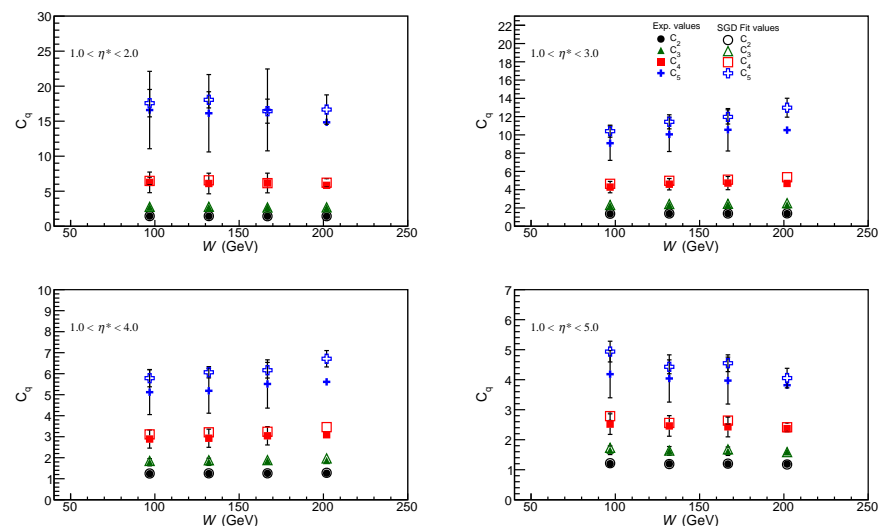 30
25
20
15
10
5
0
C_q
1.0 < η* < 2.0
50 100 150 200 250
W (GeV)
22
20
18
16
14
12
10
8
6
4
2
0
C_q
1.0 < η* < 3.0
Exp. values SGD Fit values
C_2 C_2
C_3 C_3
C_4 C_4
C_5 C_5
50 100 150 200 250
W (GeV)
10
9
8
7
6
5
4
3
2
1
0
C_q
1.0 < η* < 4.0
50 100 150 200 250
W (GeV)
7
6
5
4
3
2
1
0
C_q
1.0 < η* < 5.0
50 100 150 200 250
W (GeV)